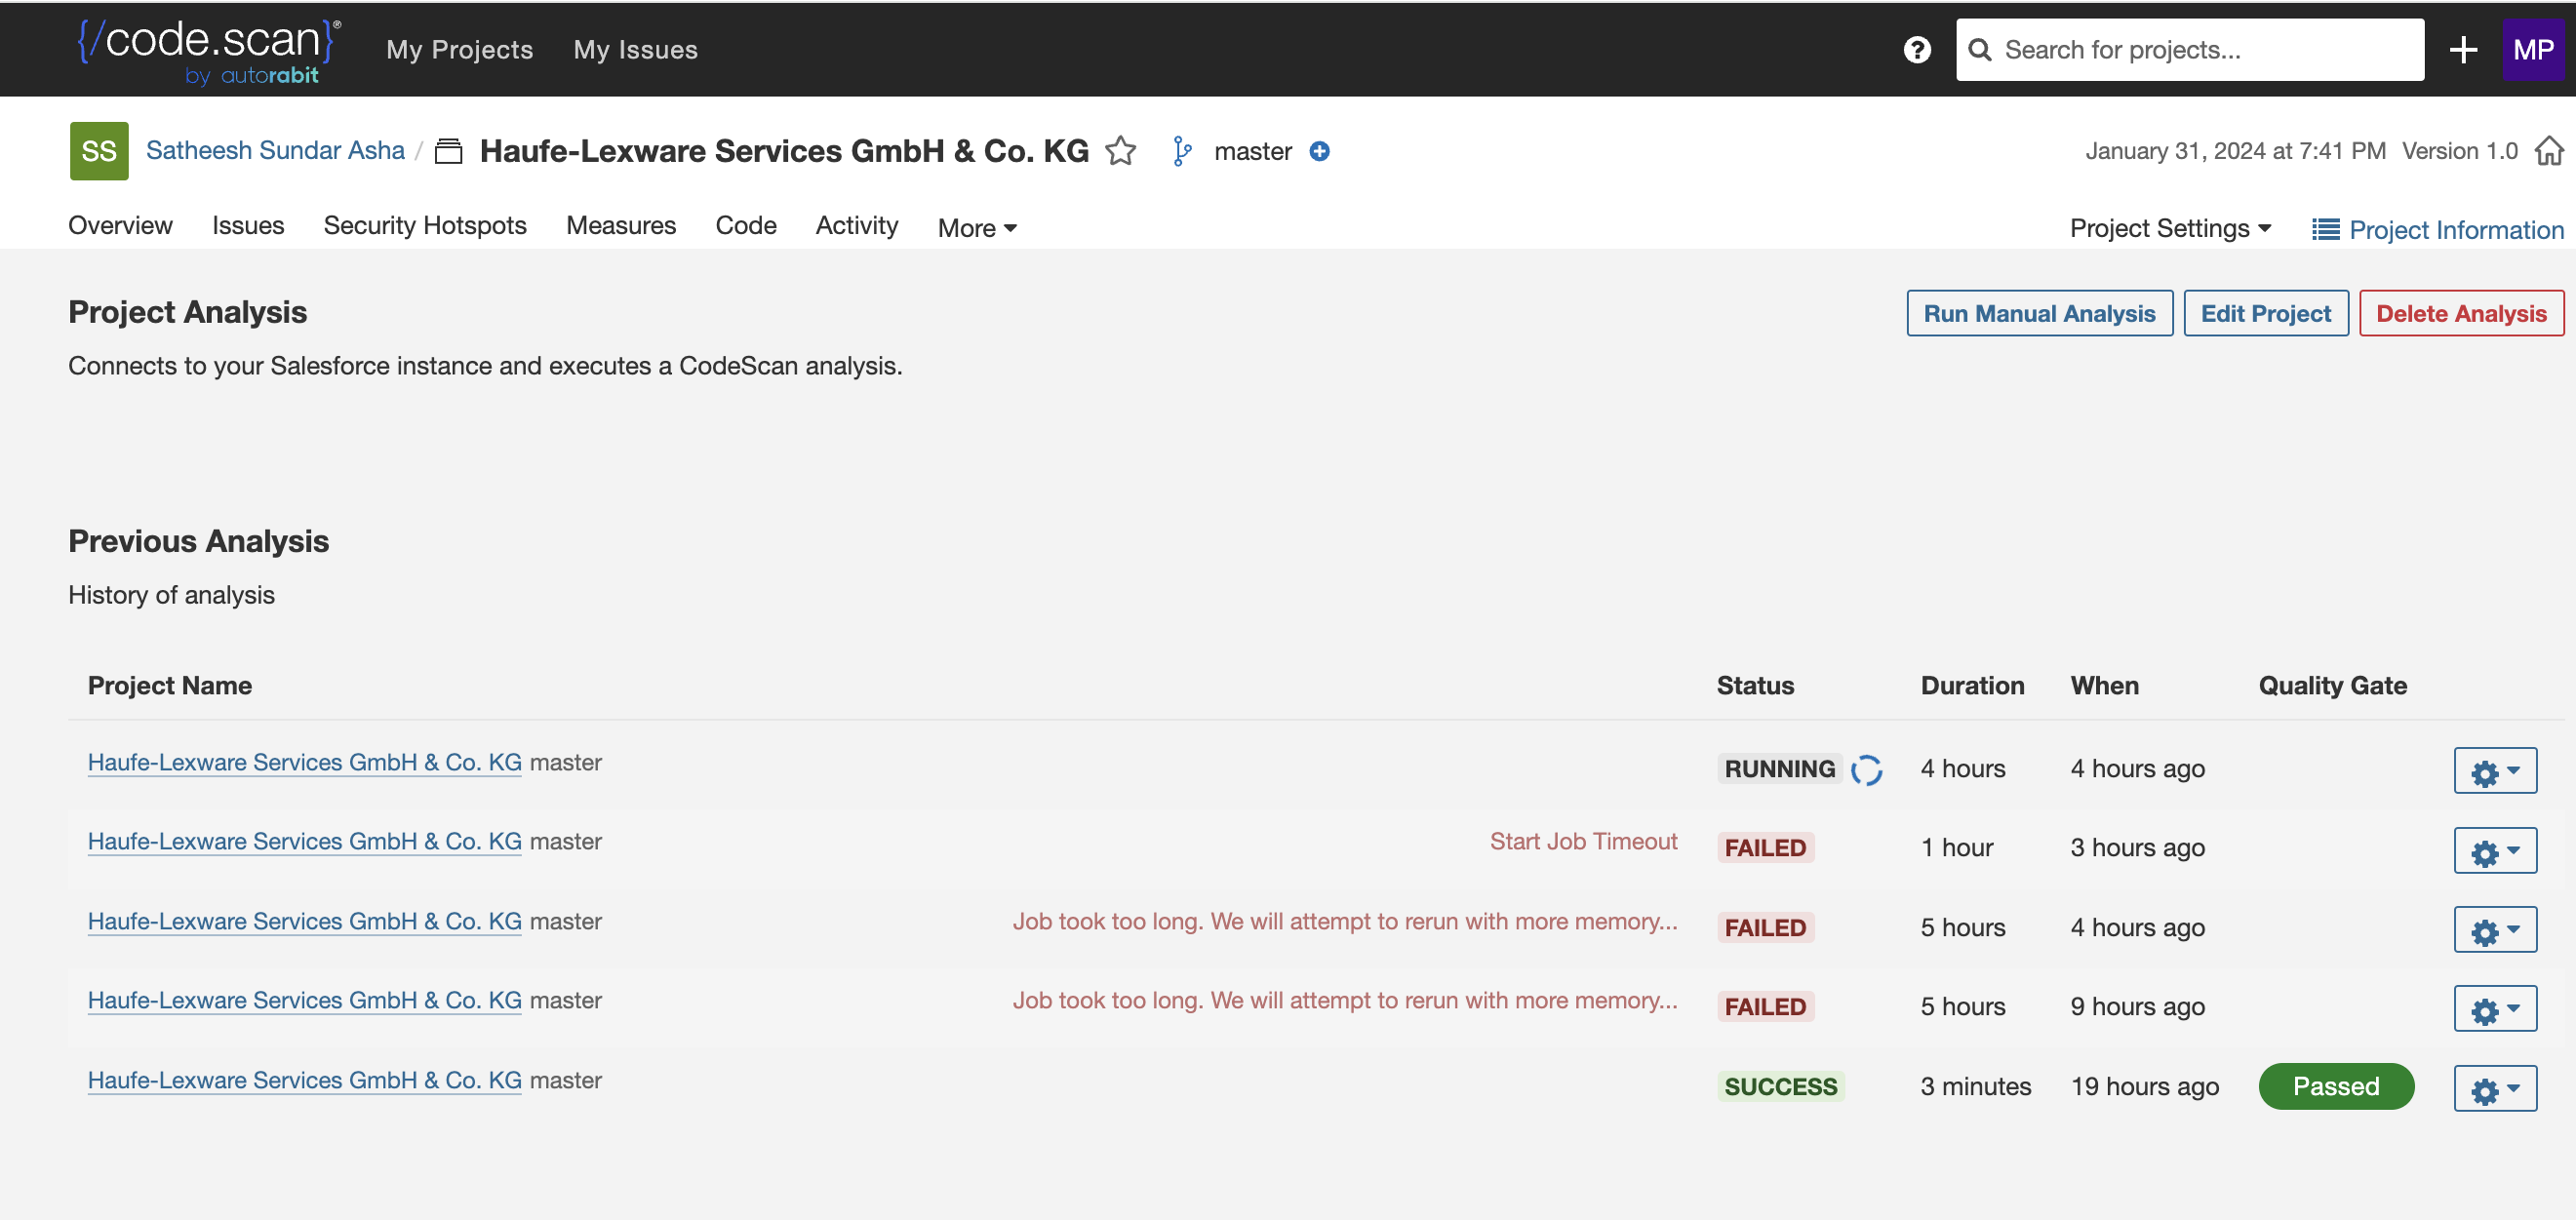 {/code.scan}®
by autorabit
My Projects My Issues
Search for projects...
MP
SS Satheesh Sundar Asha / Haufe-Lexware Services GmbH & Co. KG master
January 31, 2024 at 7:41 PM Version 1.0
Overview Issues Security Hotspots Measures Code Activity More
Project Settings Project Information
Project Analysis
Run Manual Analysis Edit Project Delete Analysis
Connects to your Salesforce instance and executes a CodeScan analysis.
Previous Analysis
History of analysis
Project Name Status Duration When Quality Gate
Haufe-Lexware Services GmbH & Co. KG master RUNNING 4 hours 4 hours ago
Haufe-Lexware Services GmbH & Co. KG master Start Job Timeout FAILED 1 hour 3 hours ago
Haufe-Lexware Services GmbH & Co. KG master Job took too long. We will attempt to rerun with more memory... FAILED 5 hours 4 hours ago
Haufe-Lexware Services GmbH & Co. KG master Job took too long. We will attempt to rerun with more memory... FAILED 5 hours 9 hours ago
Haufe-Lexware Services GmbH & Co. KG master SUCCESS 3 minutes 19 hours ago Passed